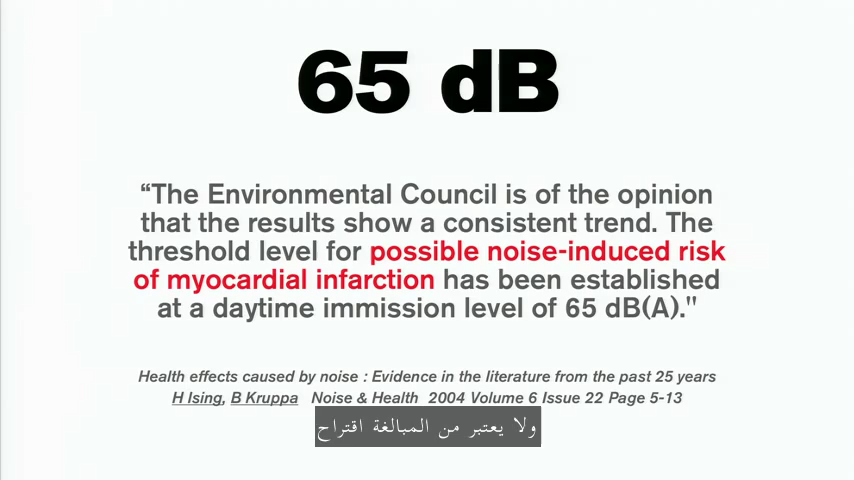 65 dB
“The Environmental Council is of the opinion
that the results show a consistent trend. The
threshold level for possible noise-induced risk
of myocardial infarction has been established
at a daytime immission level of 65 dB(A)."
Health effects caused by noise : Evidence in the literature from the past 25 years
H Ising, B Kruppa Noise & Health 2004 Volume 6 Issue 22 Page 5-13
ولا يعتبر من المبالغة اقتراح